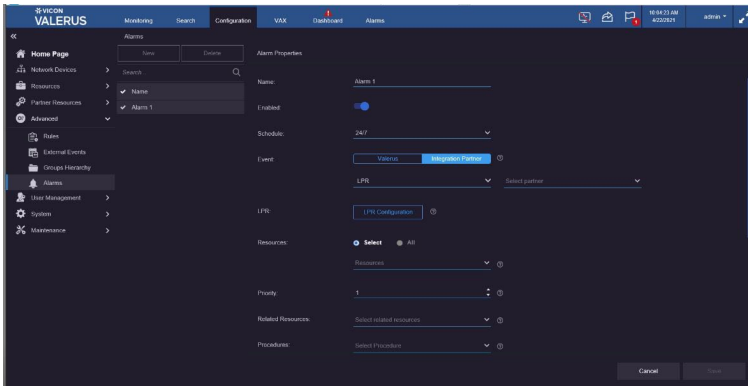 VICON
VALERUS
Monitoring Search Configuration VAX Dashboard Alarms
10:04:23 AM
4/22/2021
admin
Alarms
Home Page
Network Devices
Resources
Partner Resources
Advanced
Rules
External Events
Groups Hierarchy
Alarms
User Management
System
Maintenance
New Delete
Search
Name
Alarm 1
Alarm Properties
Name: Alarm 1
Enabled:
Schedule: 24/7
Event: Valerus Integration Partner
LPR Select partner
LPR: LPR Configuration
Resources: Select All
Resources
Priority: 1
Related Resources: Select related resources
Procedures: Select Procedure
Cancel Save